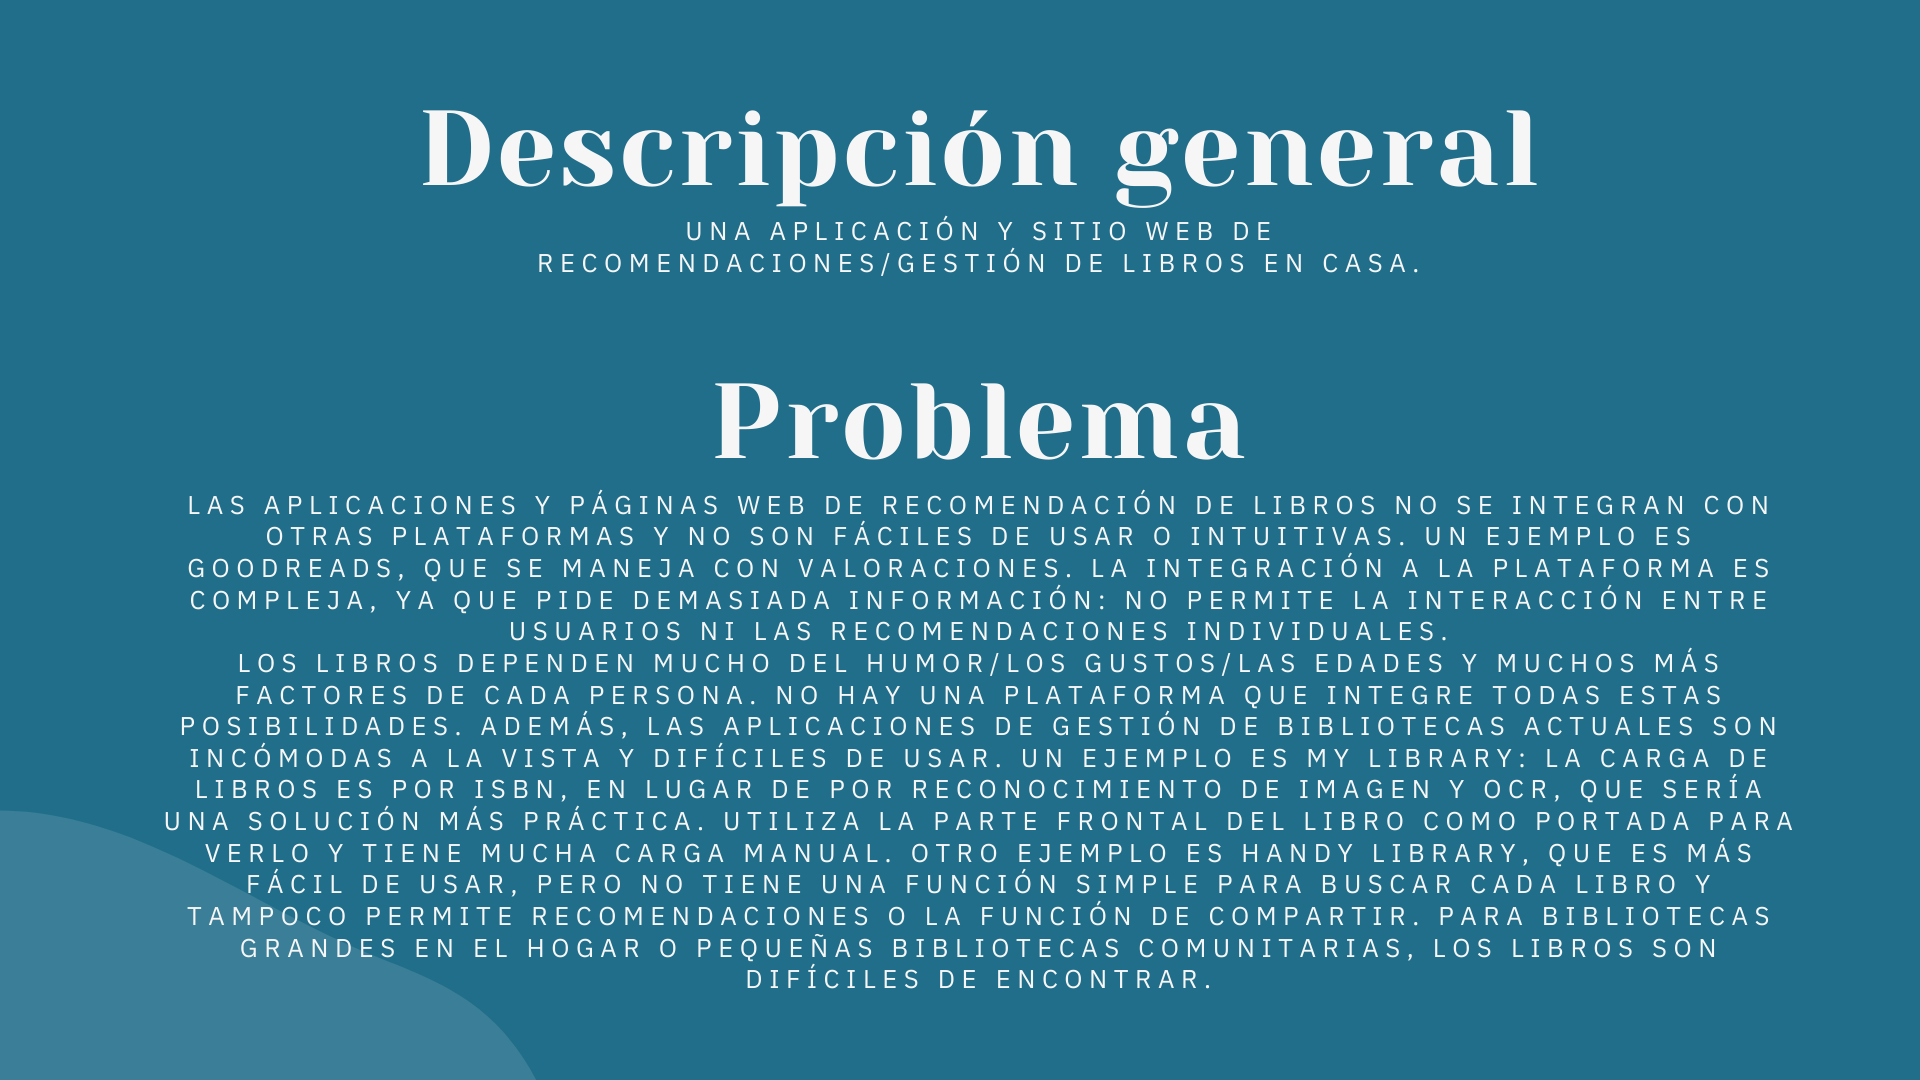 Descripción general
UNA APLICACIÓN Y SITIO WEB DE
RECOMENDACIONES/GESTIÓN DE LIBROS EN CASA.
Problema
LAS APLICACIONES Y PÁGINAS WEB DE RECOMENDACIÓN DE LIBROS NO SE INTEGRAN CON
OTRAS PLATAFORMAS Y NO SON FÁCILES DE USAR O INTUITIVAS. UN EJEMPLO ES
GOODREADS, QUE SE MANEJA CON VALORACIONES. LA INTEGRACIÓN A LA PLATAFORMA ES
COMPLEJA, YA QUE PIDE DEMASIADA INFORMACIÓN: NO PERMITE LA INTERACCIÓN ENTRE
USUARIOS NI LAS RECOMENDACIONES INDIVIDUALES.
LOS LIBROS DEPENDEN MUCHO DEL HUMOR/LOS GUSTOS/LAS EDADES Y MUCHOS MÁS
FACTORES DE CADA PERSONA. NO HAY UNA PLATAFORMA QUE INTEGRE TODAS ESTAS
POSIBILIDADES. ADEMÁS, LAS APLICACIONES DE GESTIÓN DE BIBLIOTECAS ACTUALES SON
INCÓMODAS A LA VISTA Y DIFÍCILES DE USAR. UN EJEMPLO ES MY LIBRARY: LA CARGA DE
LIBROS ES POR ISBN, EN LUGAR DE POR RECONOCIMIENTO DE IMAGEN Y OCR, QUE SERÍA
UNA SOLUCIÓN MÁS PRÁCTICA. UTILIZA LA PARTE FRONTAL DEL LIBRO COMO PORTADA PARA
VERLO Y TIENE MUCHA CARGA MANUAL. OTRO EJEMPLO ES HANDY LIBRARY, QUE ES MÁS
FÁCIL DE USAR, PERO NO TIENE UNA FUNCIÓN SIMPLE PARA BUSCAR CADA LIBRO Y
TAMPOCO PERMITE RECOMENDACIONES O LA FUNCIÓN DE COMPARTIR. PARA BIBLIOTECAS
GRANDES EN EL HOGAR O PEQUEÑAS BIBLIOTECAS COMUNITARIAS, LOS LIBROS SON
DIFÍCILES DE ENCONTRAR.